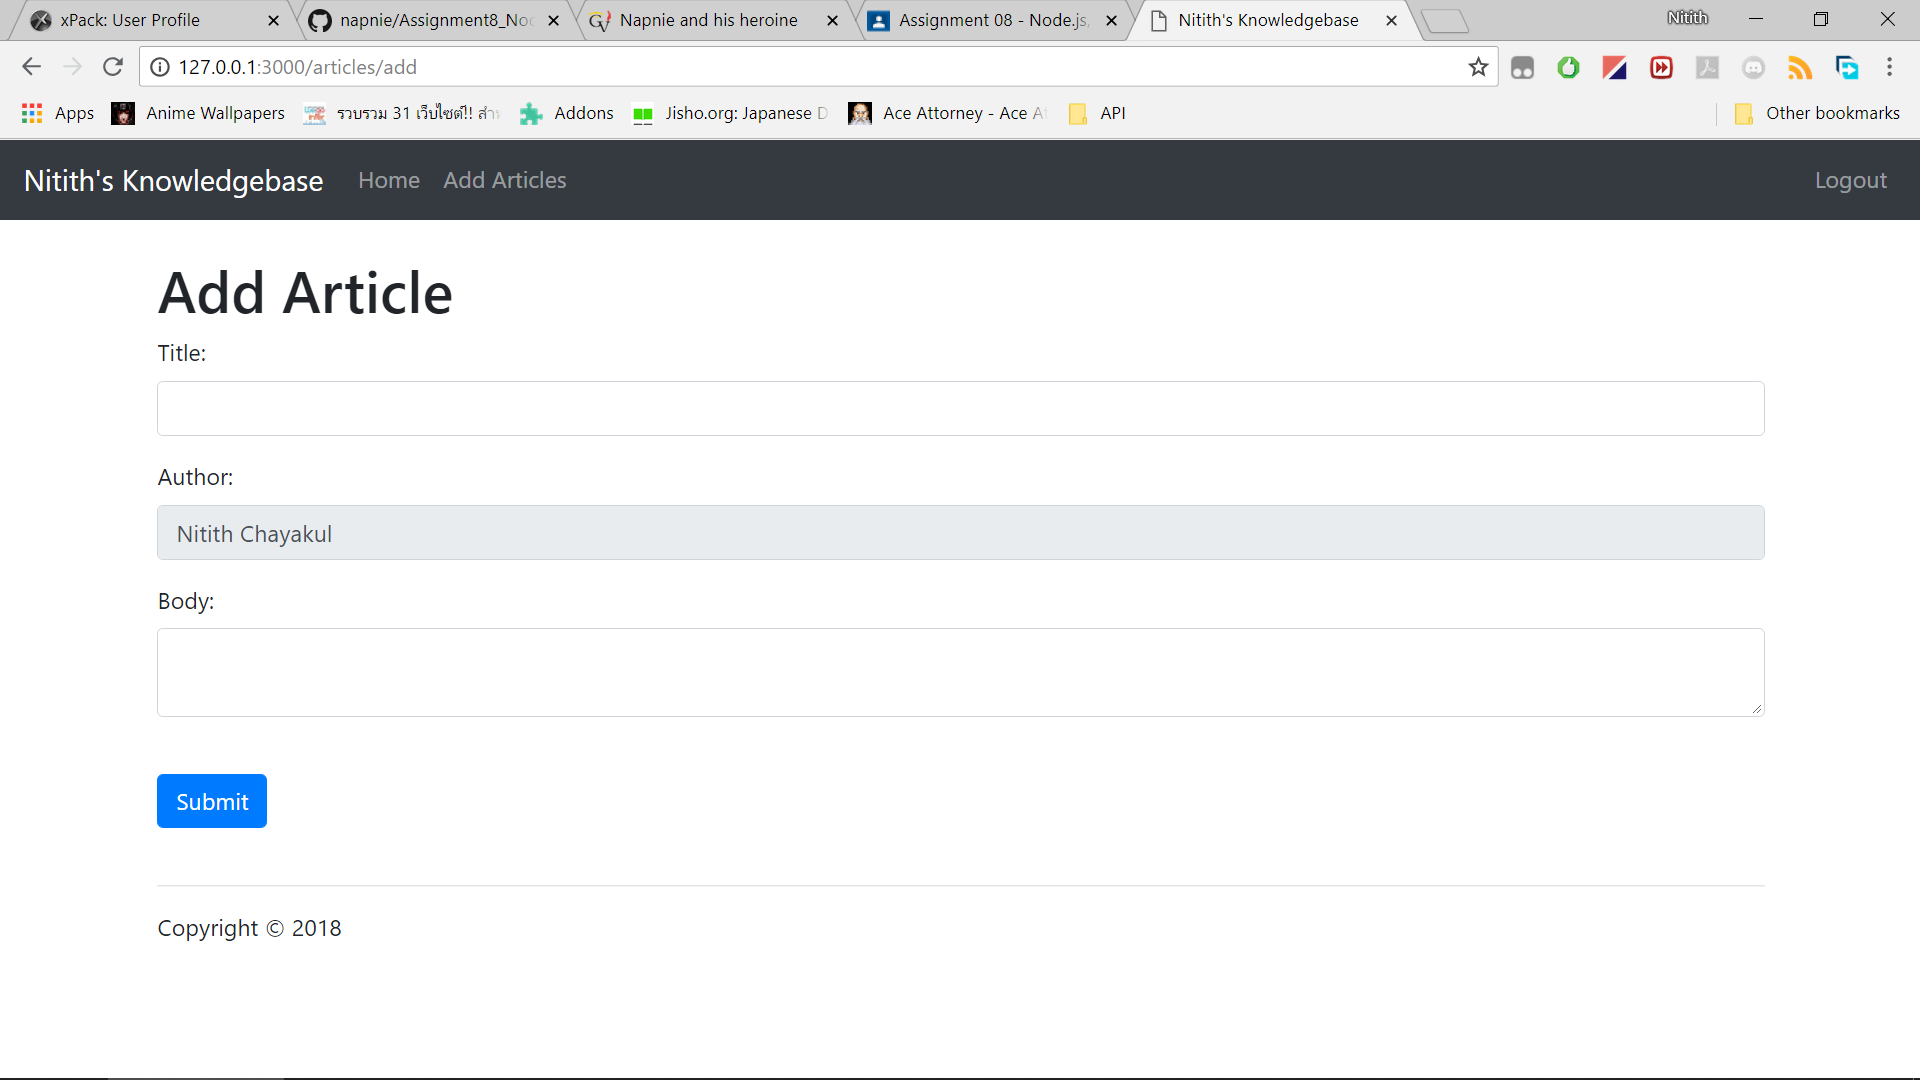 xPack: User Profile
napnie/Assignment8_Noc
Napnie and his heroine
Assignment 08 - Node.js,
Nitith's Knowledgebase
Nitith
127.0.0.1:3000/articles/add
Apps
Anime Wallpapers
รวบรวม 31 เว็บไซต์!! สำห
Addons
Jisho.org: Japanese D
Ace Attorney - Ace At
API
Other bookmarks
Nitith's Knowledgebase
Home
Add Articles
Logout
Add Article
Title:
Author:
Nitith Chayakul
Body:
Submit
Copyright © 2018